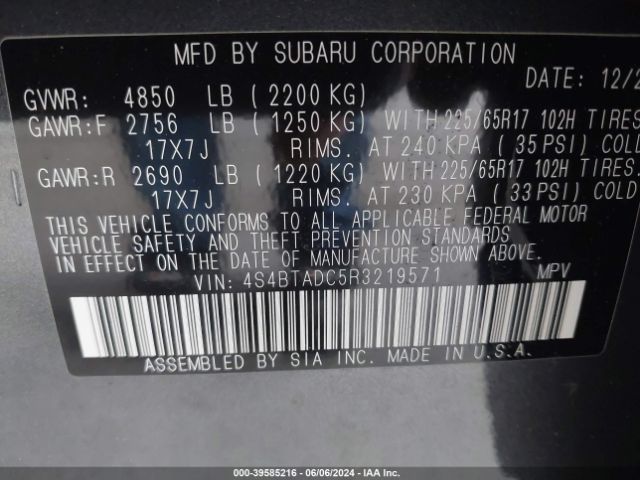 MFD BY SUBARU CORPORATION
DATE: 12/
GVWR: 4850 LB (2200 KG)
GAWR:F 2756 LB (1250 KG) WITH 225/65R17 102H TIRES
17X7J RIMS. AT 240 KPA (35 PSI) COLD
GAWR:R 2690 LB (1220 KG) WITH 225/65R17 102H TIRES.
17X7J RIMS. AT 230 KPA (33 PSI) COLD
THIS VEHICLE CONFORMS TO ALL APPLICABLE FEDERAL MOTOR
VEHICLE SAFETY AND THEFT PREVENTION STANDARDS
IN EFFECT ON THE DATE OF MANUFACTURE SHOWN ABOVE.
VIN: 4S4BTADC5R3219571 MPV
ASSEMBLED BY SIA INC. MADE IN U.S.A.
000-39585216 - 06/06/2024 - IAA Inc.